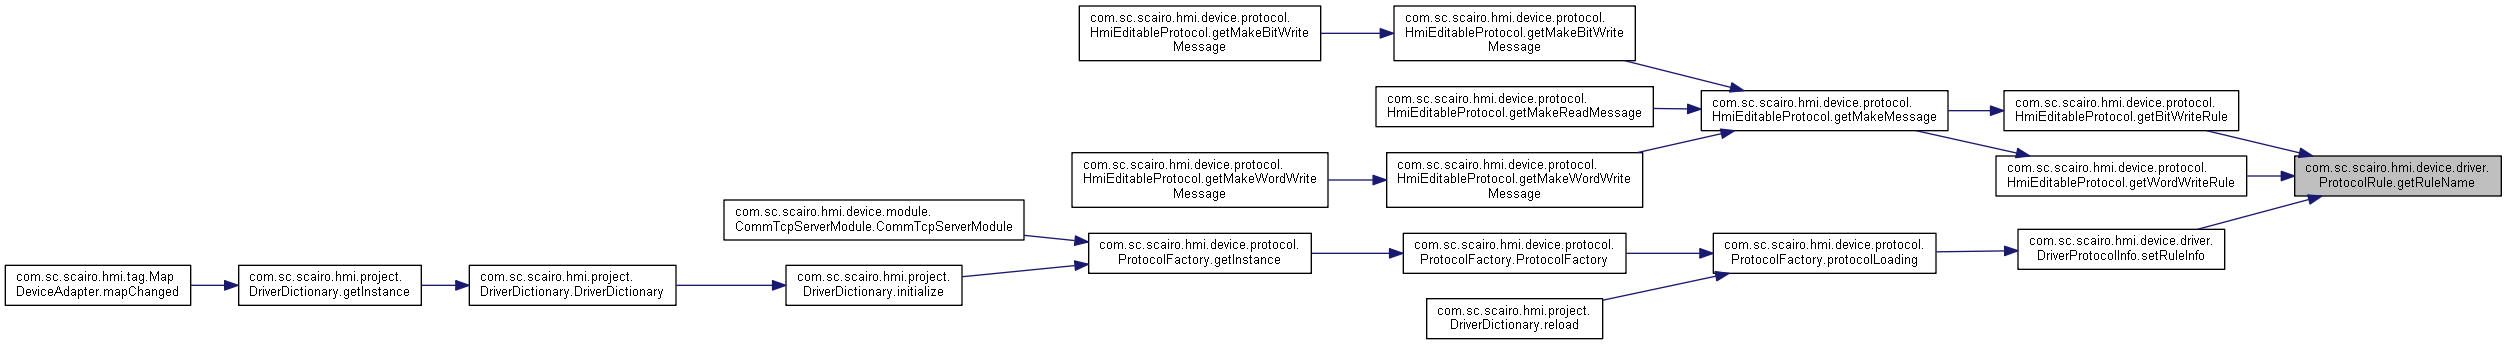 com.sc.scairo.hmi.device.protocol.
HmiEditableProtocol.getMakeBitWrite
Message
com.sc.scairo.hmi.device.protocol.
HmiEditableProtocol.getMakeBitWrite
Message
com.sc.scairo.hmi.device.protocol.
HmiEditableProtocol.getMakeReadMessage
com.sc.scairo.hmi.device.protocol.
HmiEditableProtocol.getMakeMessage
com.sc.scairo.hmi.device.protocol.
HmiEditableProtocol.getBitWriteRule
com.sc.scairo.hmi.device.protocol.
HmiEditableProtocol.getMakeWordWrite
Message
com.sc.scairo.hmi.device.protocol.
HmiEditableProtocol.getMakeWordWrite
Message
com.sc.scairo.hmi.device.protocol.
HmiEditableProtocol.getWordWriteRule
com.sc.scairo.hmi.device.driver.
ProtocolRule.getRuleName
com.sc.scairo.hmi.device.module.
CommTcpServerModule.CommTcpServerModule
com.sc.scairo.hmi.device.protocol.
ProtocolFactory.getInstance
com.sc.scairo.hmi.device.protocol.
ProtocolFactory.ProtocolFactory
com.sc.scairo.hmi.device.protocol.
ProtocolFactory.protocolLoading
com.sc.scairo.hmi.device.driver.
DriverProtocolInfo.setRuleInfo
com.sc.scairo.hmi.tag.Map
DeviceAdapter.mapChanged
com.sc.scairo.hmi.project.
DriverDictionary.getInstance
com.sc.scairo.hmi.project.
DriverDictionary.DriverDictionary
com.sc.scairo.hmi.project.
DriverDictionary.initialize
com.sc.scairo.hmi.project.
DriverDictionary.reload